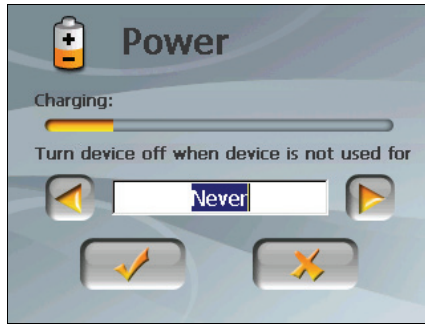 Power
Charging:
Turn device off when device is not used for
Never